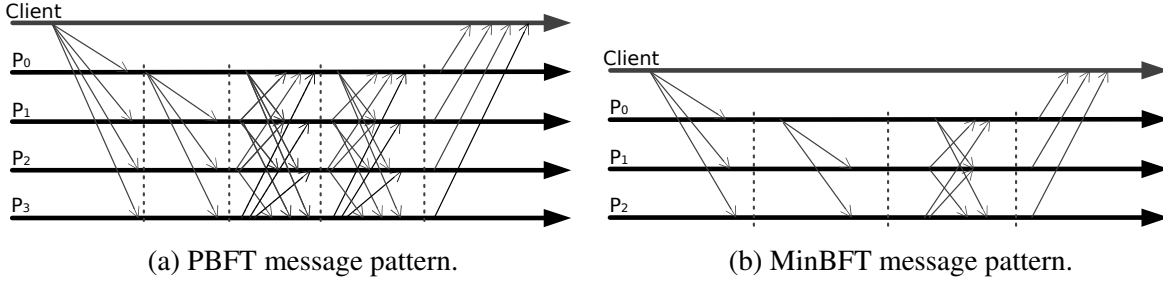 Client
P0
P1
P2
P3
(a) PBFT message pattern.
Client
P0
P1
P2
(b) MinBFT message pattern.